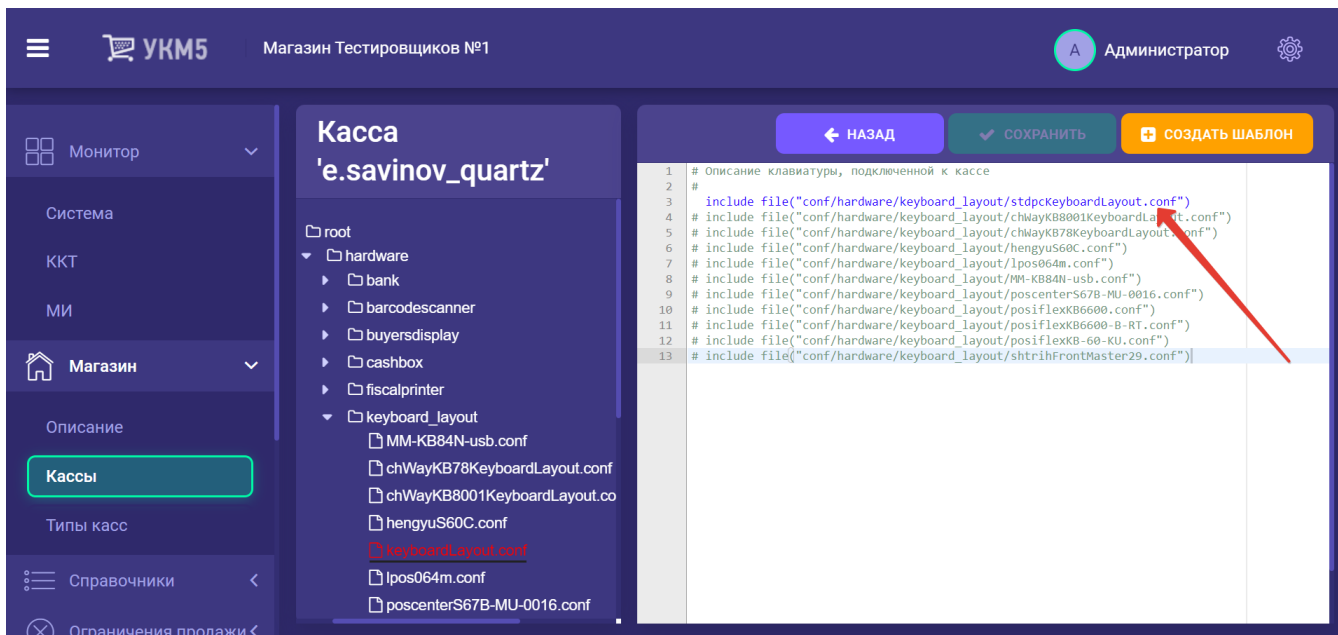 УКМ5
Магазин Тестировщиков №1
А
Администратор
Монитор
Система
ККТ
МИ
Магазин
Описание
Кассы
Типы касс
Справочники
Ограничения продажи
Касса
'e.savinov_quartz'
root
hardware
bank
barcodescanner
buyersdisplay
cashbox
fiscalprinter
keyboard_layout
MM-KB84N-usb.conf
chWayKB78KeyboardLayout.conf
chWayKB8001KeyboardLayout.co
hengyuS60C.conf
keyboardLayout.conf
lpos064m.conf
poscenterS67B-MU-0016.conf
НАЗАД
СОХРАНИТЬ
СОЗДАТЬ ШАБЛОН
1 # Описание клавиатуры, подключенной к кассе
2 #
3 include file("conf/hardware/keyboard_layout/stdpcKeyboardLayout.conf")
4 # include file("conf/hardware/keyboard_layout/chWayKB8001KeyboardLayout.conf")
5 # include file("conf/hardware/keyboard_layout/chWayKB78KeyboardLayout.conf")
6 # include file("conf/hardware/keyboard_layout/hengyuS60C.conf")
7 # include file("conf/hardware/keyboard_layout/lpos064m.conf")
8 # include file("conf/hardware/keyboard_layout/MM-KB84N-usb.conf")
9 # include file("conf/hardware/keyboard_layout/poscenterS67B-MU-0016.conf")
10 # include file("conf/hardware/keyboard_layout/posiflexKB6600.conf")
11 # include file("conf/hardware/keyboard_layout/posiflexKB6600-B-RT.conf")
12 # include file("conf/hardware/keyboard_layout/posiflexKB-60-KU.conf")
13 # include file("conf/hardware/keyboard_layout/shtrihFrontMaster29.conf")